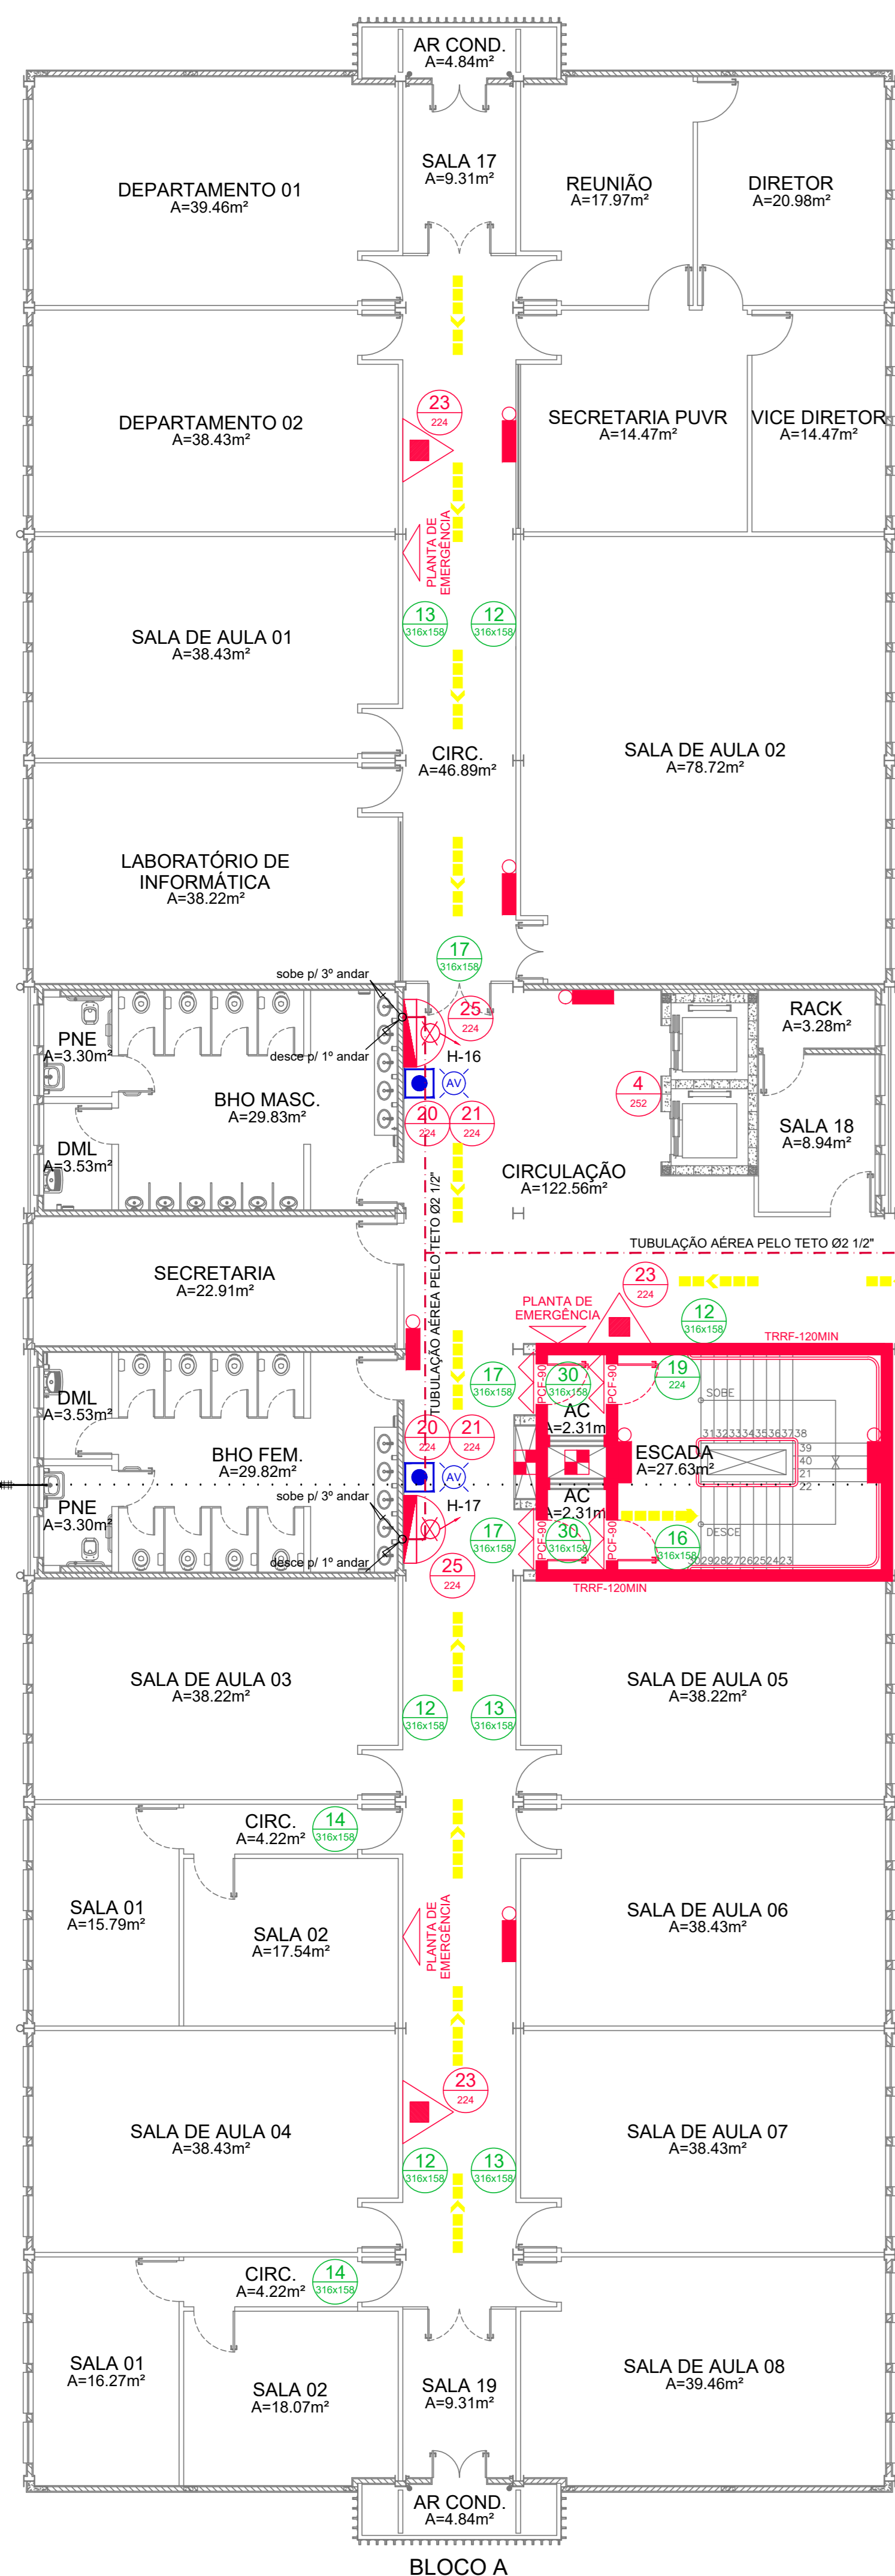 AR COND.
A=4.84m²
SALA 17
A=9.31m²
DEPARTAMENTO 01
A=39.46m²
REUNIÃO
A=17.97m²
DIRETOR
A=20.98m²
DEPARTAMENTO 02
A=38.43m²
23
224
SECRETARIA PUVR
A=14.47m²
VICE DIRETOR
A=14.47m²
PLANTA DE
EMERGÊNCIA
13
316x158
12
316x158
SALA DE AULA 01
A=38.43m²
CIRC.
A=46.89m²
SALA DE AULA 02
A=78.72m²
LABORATÓRIO DE
INFORMÁTICA
A=38.22m²
17
316x158
sobe p/ 3º andar
25
224
desce p/ 1º andar
H-16
AV
PNE
A=3.30m²
BHO MASC.
A=29.83m²
DML
A=3.53m²
20
224
21
224
4
252
RACK
A=3.28m²
SALA 18
A=8.94m²
CIRCULAÇÃO
A=122.56m²
TUBULAÇÃO AÉREA PELO TETO Ø2 1/2"
TUBULAÇÃO AÉREA PELO TETO Ø2 1/2"
SECRETARIA
A=22.91m²
23
224
PLANTA DE
EMERGÊNCIA
12
316x158
TRRF-120MIN
DML
A=3.53m²
17
316x158
30
316x158
19
224
PCF-90
PCF-90
SOBE
AC
A=2.31m²
3132333435363738
39
40
21
22
20
224
21
224
BHO FEM.
A=29.82m²
ESCADA
A=27.63m²
AV
sobe p/ 3º andar
H-17
PNE
A=3.30m²
AC
A=2.31m²
17
316x158
30
316x158
16
316x158
PCF-90
PCF-90
DESCE
3029282726252423
desce p/ 1º andar
25
224
TRRF-120MIN
SALA DE AULA 03
A=38.22m²
SALA DE AULA 05
A=38.22m²
12
316x158
13
316x158
CIRC.
A=4.22m²
14
316x158
SALA 01
A=15.79m²
SALA 02
A=17.54m²
PLANTA DE
EMERGÊNCIA
SALA DE AULA 06
A=38.43m²
23
224
SALA DE AULA 04
A=38.43m²
SALA DE AULA 07
A=38.43m²
12
316x158
13
316x158
CIRC.
A=4.22m²
14
316x158
SALA 01
A=16.27m²
SALA 02
A=18.07m²
SALA 19
A=9.31m²
SALA DE AULA 08
A=39.46m²
AR COND.
A=4.84m²
BLOCO A